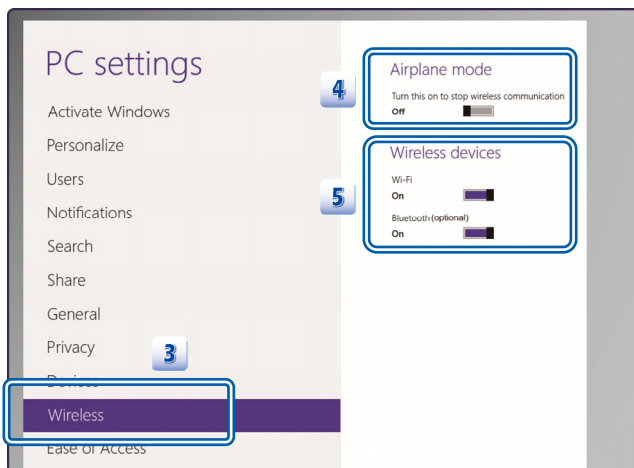 PC settings
Activate Windows
Personalize
Users
Notifications
Search
Share
General
Privacy
3
Devices
Wireless
Ease of Access
4
Airplane mode
Turn this on to stop wireless communication
Off
5
Wireless devices
Wi-Fi
On
Bluetooth (optional)
On